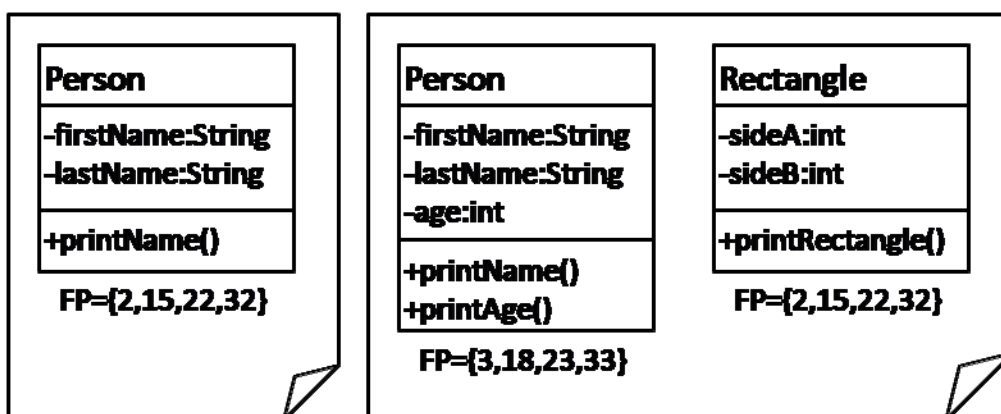 Person
-firstName:String
-lastName:String
+printName()
FP={2,15,22,32}
Person
-firstName:String
-lastName:String
-age:int
+printName()
+printAge()
FP={3,18,23,33}
Rectangle
-sideA:int
-sideB:int
+printRectangle()
FP={2,15,22,32}